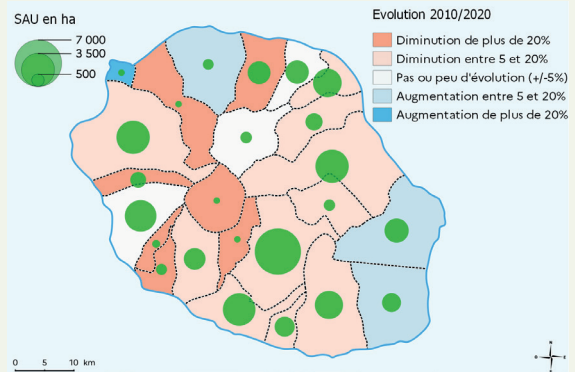 SAU en ha
7 000
3 500
500
Evolution 2010/2020
Diminution de plus de 20%
Diminution entre 5 et 20%
Pas ou peu d'évolution (+/-5%)
Augmentation entre 5 et 20%
Augmentation de plus de 20%
0 5 10 km